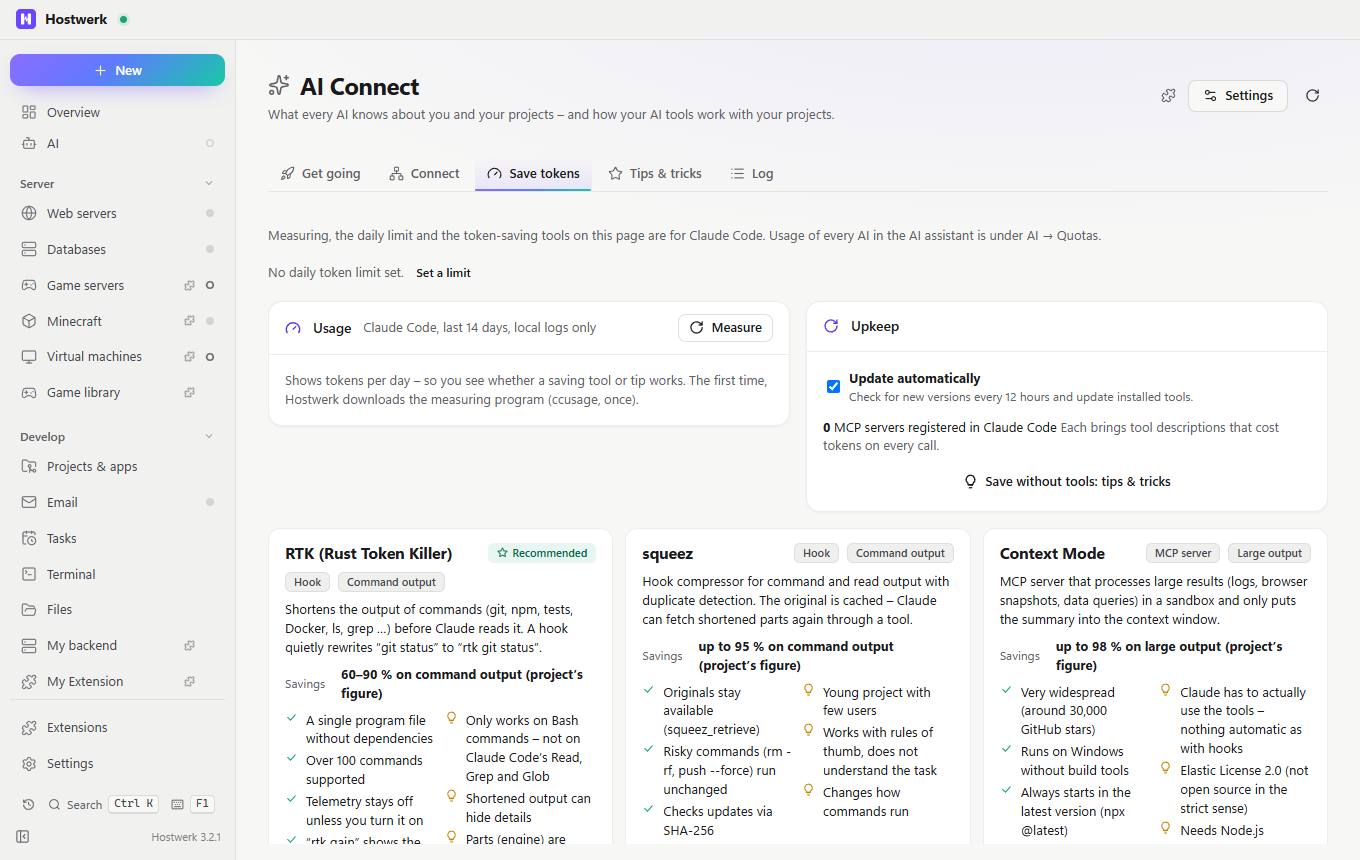 Hostwerk
New
Overview
AI
Server
Web servers
Databases
Game servers
Minecraft
Virtual machines
Game library
Develop
Projects & apps
Email
Tasks
Terminal
Files
My backend
My Extension
Extensions
Settings
Search Ctrl K F1
Hostwerk 3.2.1
AI Connect
What every AI knows about you and your projects – and how your AI tools work with your projects.
Settings
Get going
Connect
Save tokens
Tips & tricks
Log
Measuring, the daily limit and the token-saving tools on this page are for Claude Code. Usage of every AI in the AI assistant is under AI → Quotas.
No daily token limit set. Set a limit
Usage Claude Code, last 14 days, local logs only
Measure
Shows tokens per day – so you see whether a saving tool or tip works. The first time,
Hostwerk downloads the measuring program (ccusage, once).
Upkeep
Update automatically
Check for new versions every 12 hours and update installed tools.
0 MCP servers registered in Claude Code Each brings tool descriptions that cost
tokens on every call.
Save without tools: tips & tricks
RTK (Rust Token Killer)
Recommended
Hook
Command output
Shortens the output of commands (git, npm, tests,
Docker, ls, grep …) before Claude reads it. A hook
quietly rewrites “git status” to “rtk git status”.
Savings
60–90 % on command output (project’s
figure)
A single program file
without dependencies
Over 100 commands
supported
Telemetry stays off
unless you turn it on
“rtk gain” shows the
Only works on Bash
commands – not on
Claude Code’s Read,
Grep and Glob
Shortened output can
hide details
Parts (engine) are
squeez
Hook
Command output
Hook compressor for command and read output with
duplicate detection. The original is cached – Claude
can fetch shortened parts again through a tool.
Savings
up to 95 % on command output
(project’s figure)
Originals stay
available
(squeez_retrieve)
Risky commands (rm -
rf, push --force) run
unchanged
Checks updates via
SHA-256
Young project with
few users
Works with rules of
thumb, does not
understand the task
Changes how
commands run
Context Mode
MCP server
Large output
MCP server that processes large results (logs, browser
snapshots, data queries) in a sandbox and only puts
the summary into the context window.
Savings
up to 98 % on large output (project’s
figure)
Very widespread
(around 30,000
GitHub stars)
Runs on Windows
without build tools
Always starts in the
latest version (npx
@latest)
Claude has to actually
use the tools –
nothing automatic as
with hooks
Elastic License 2.0 (not
open source in the
strict sense)
Needs Node.js